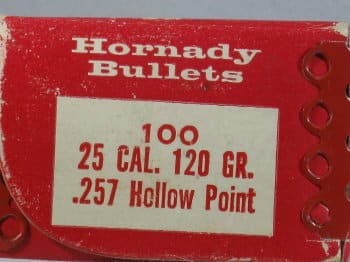 Hornady
Bullets
100
25 CAL. 120 GR.
.257 Hollow Point